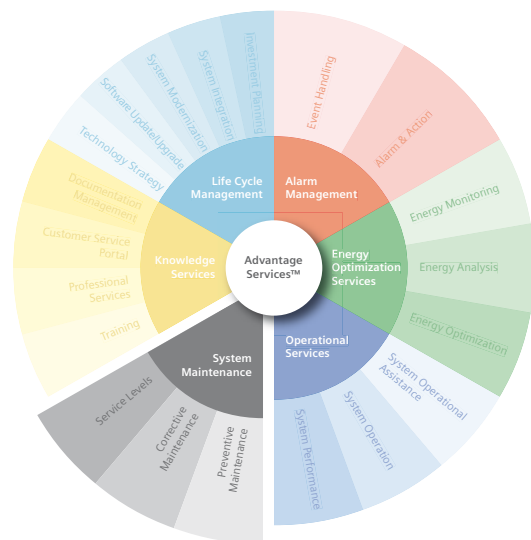 Advantage
Services™
Life Cycle
Management
Alarm
Management
Energy
Optimization
Services
Operational
Services
System
Maintenance
Knowledge
Services
Event Handling
Alarm & Action
Energy Monitoring
Energy Analysis
Energy Optimization
System Operational
Assistance
System Operation
System Performance
Preventive
Maintenance
Corrective
Maintenance
Service Levels
Training
Professional
Services
Customer Service
Portal
Documentation
Management
Technology Strategy
Software Update/Upgrade
System Modernization
System Integration
Investment Planning